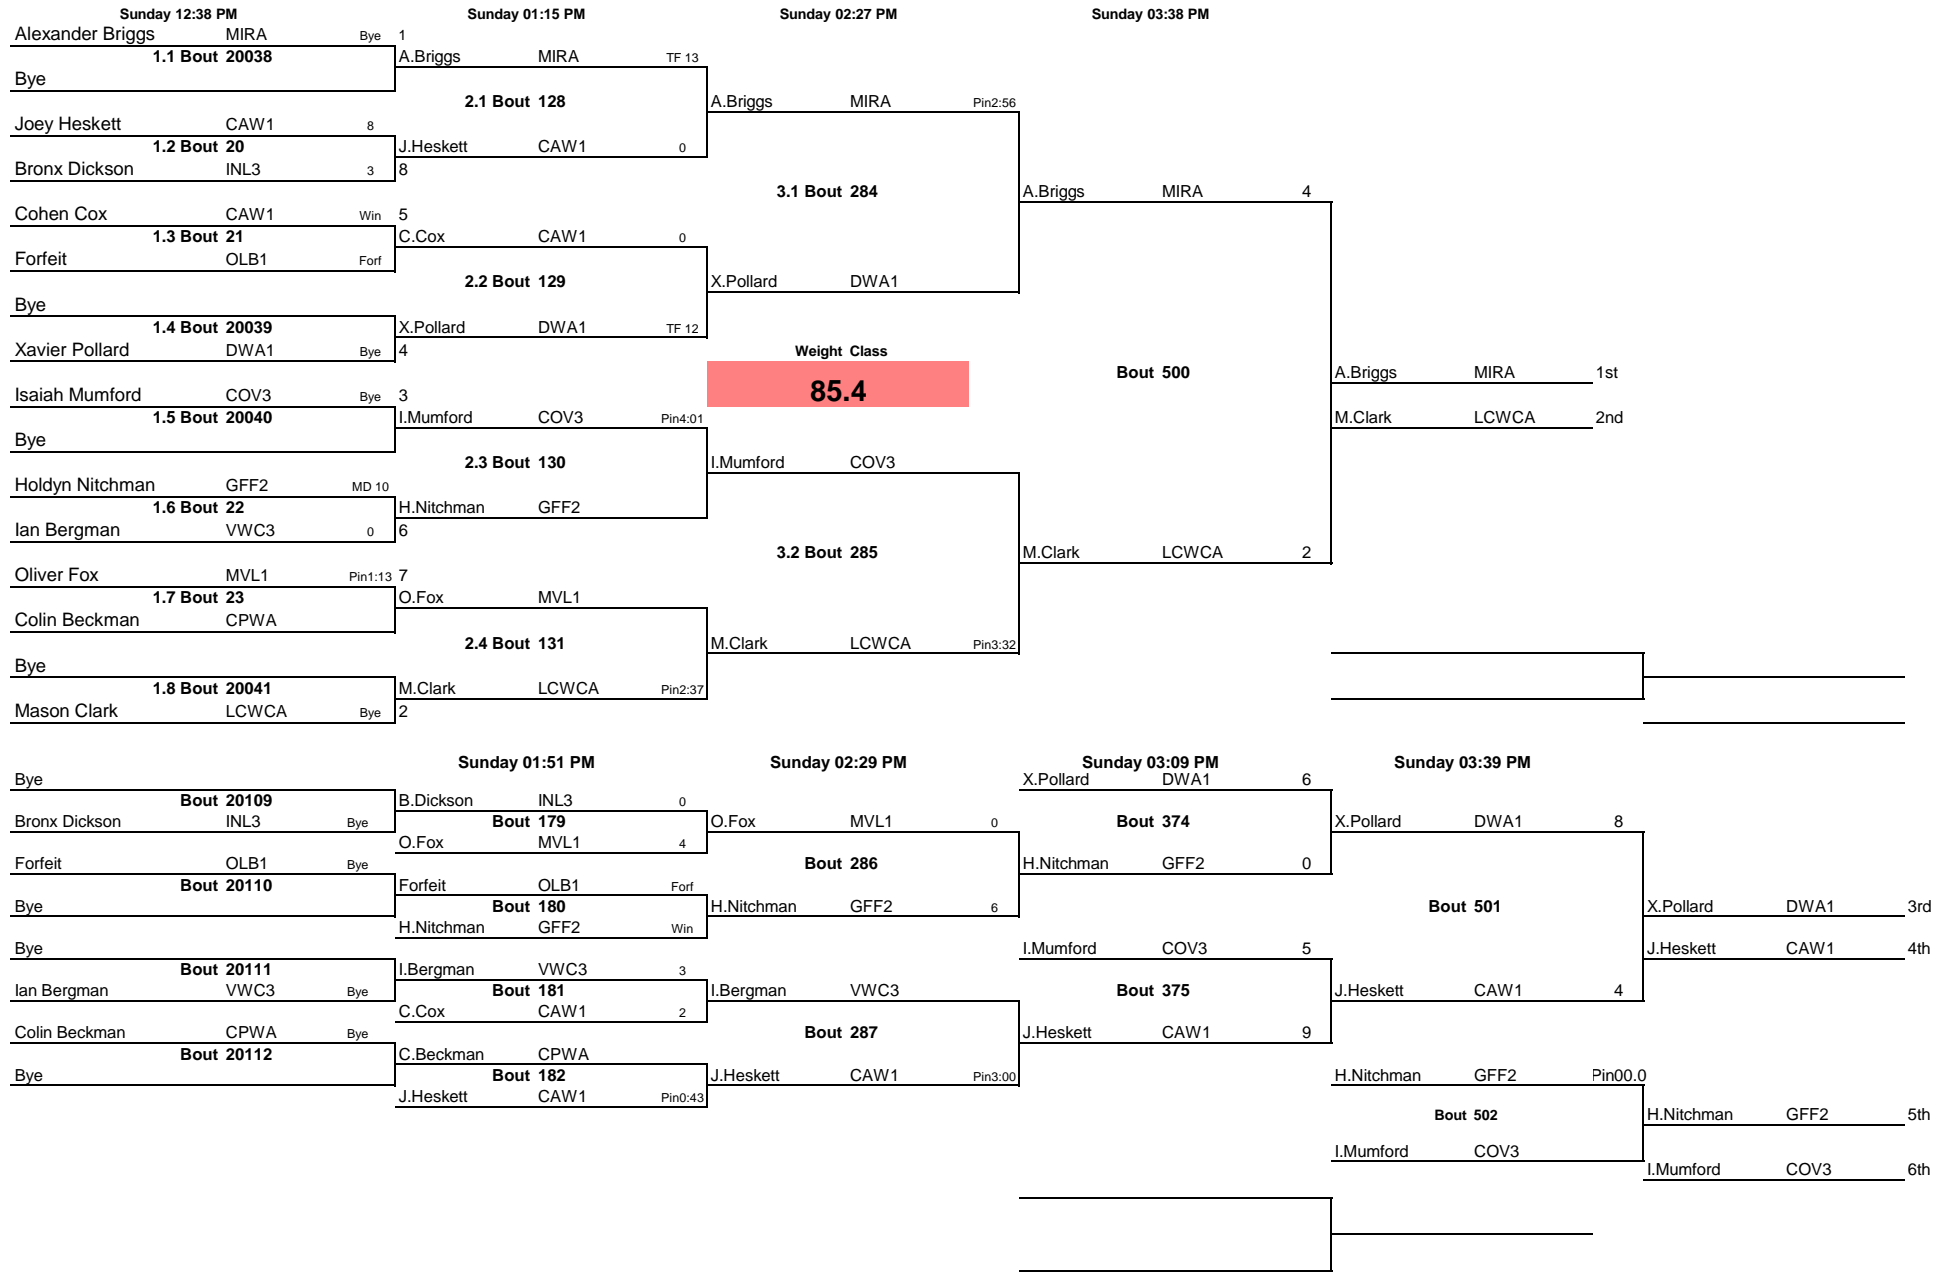 Sunday 12:38 PM Sunday 01:15 PM Sunday 02:27 PM Sunday 03:38 PM
Alexander Briggs MIRA Bye 1
1.1 Bout 20038 A.Briggs MIRA TF 13
Bye
2.1 Bout 128 A.Briggs MIRA Pin2:56
Joey Heskett CAW1 8
1.2 Bout 20 J.Heskett CAW1 0
Bronx Dickson INL3 3 8
3.1 Bout 284 A.Briggs MIRA 4
Cohen Cox CAW1 Win 5
1.3 Bout 21 C.Cox CAW1 0
Forfeit OLB1 Forf
2.2 Bout 129 X.Pollard DWA1
Bye
1.4 Bout 20039 X.Pollard DWA1 TF 12
Xavier Pollard DWA1 Bye 4 Weight Class
Bout 500 A.Briggs MIRA 1st
Isaiah Mumford COV3 Bye 3 85.4
1.5 Bout 20040 I.Mumford COV3 Pin4:01 M.Clark LCWCA 2nd
Bye
2.3 Bout 130 I.Mumford COV3
Holdyn Nitchman GFF2 MD 10
1.6 Bout 22 H.Nitchman GFF2
Ian Bergman VWC3 0 6
3.2 Bout 285 M.Clark LCWCA 2
Oliver Fox MVL1 Pin1:13 7
1.7 Bout 23 O.Fox MVL1
Colin Beckman CPWA
2.4 Bout 131 M.Clark LCWCA Pin3:32
Bye
1.8 Bout 20041 M.Clark LCWCA Pin2:37
Mason Clark LCWCA Bye 2
Sunday 01:51 PM Sunday 02:29 PM Sunday 03:09 PM Sunday 03:39 PM
Bye X.Pollard DWA1 6
Bout 20109 B.Dickson INL3 0
Bronx Dickson INL3 Bye Bout 179 O.Fox MVL1 0 Bout 374 X.Pollard DWA1 8
O.Fox MVL1 4
Forfeit OLB1 Bye Bout 286 H.Nitchman GFF2 0
Bout 20110 Forfeit OLB1 Forf
Bye Bout 180 H.Nitchman GFF2 6 Bout 501 X.Pollard DWA1 3rd
H.Nitchman GFF2 Win
Bye I.Mumford COV3 5 J.Heskett CAW1 4th
Bout 20111 I.Bergman VWC3 3
Ian Bergman VWC3 Bye Bout 181 I.Bergman VWC3 Bout 375 J.Heskett CAW1 4
C.Cox CAW1 2
Colin Beckman CPWA Bye Bout 287 J.Heskett CAW1 9
Bout 20112 C.Beckman CPWA
Bye Bout 182 J.Heskett CAW1 Pin3:00 H.Nitchman GFF2 Pin00.0
J.Heskett CAW1 Pin0:43
Bout 502 H.Nitchman GFF2 5th
I.Mumford COV3
I.Mumford COV3 6th